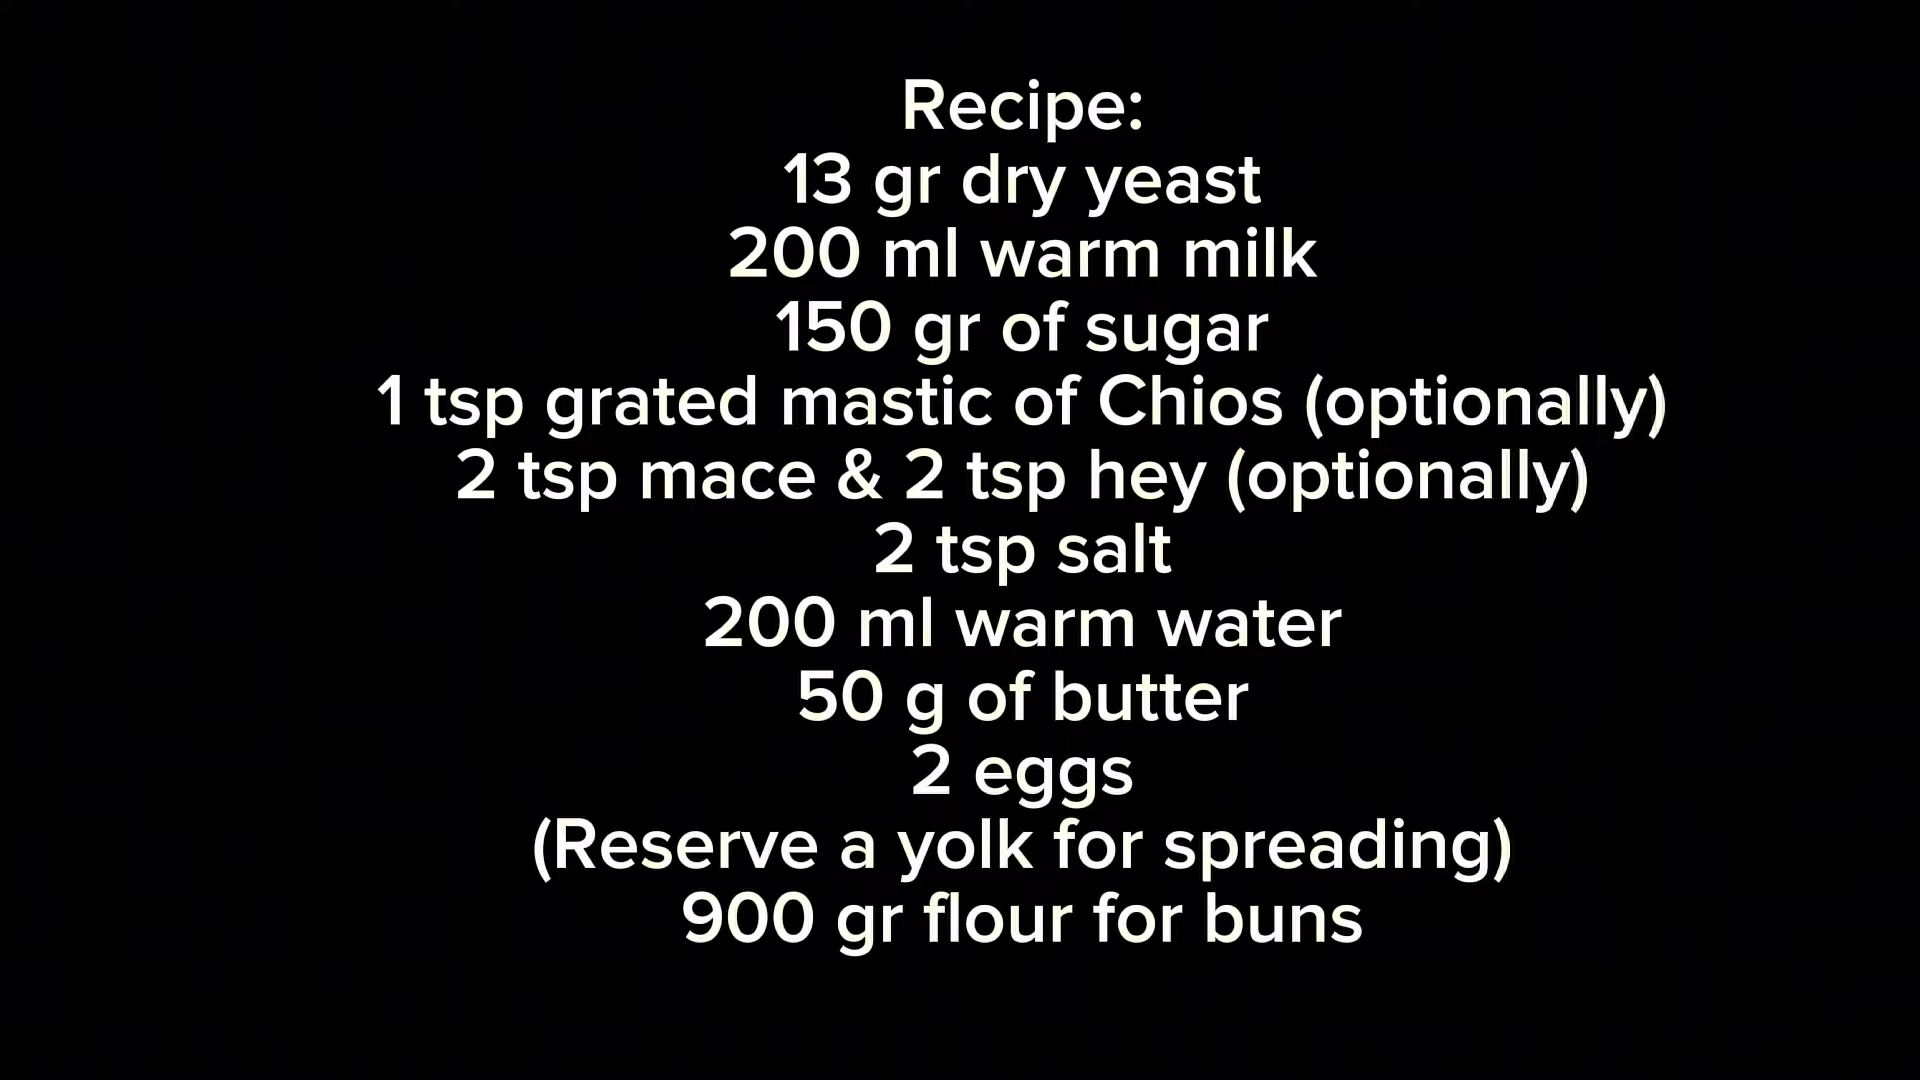 Recipe:
13 gr dry yeast
200 ml warm milk
150 gr of sugar
1 tsp grated mastic of Chios (optionally)
2 tsp mace & 2 tsp hey (optionally)
2 tsp salt
200 ml warm water
50 g of butter
2 eggs
(Reserve a yolk for spreading)
900 gr flour for buns